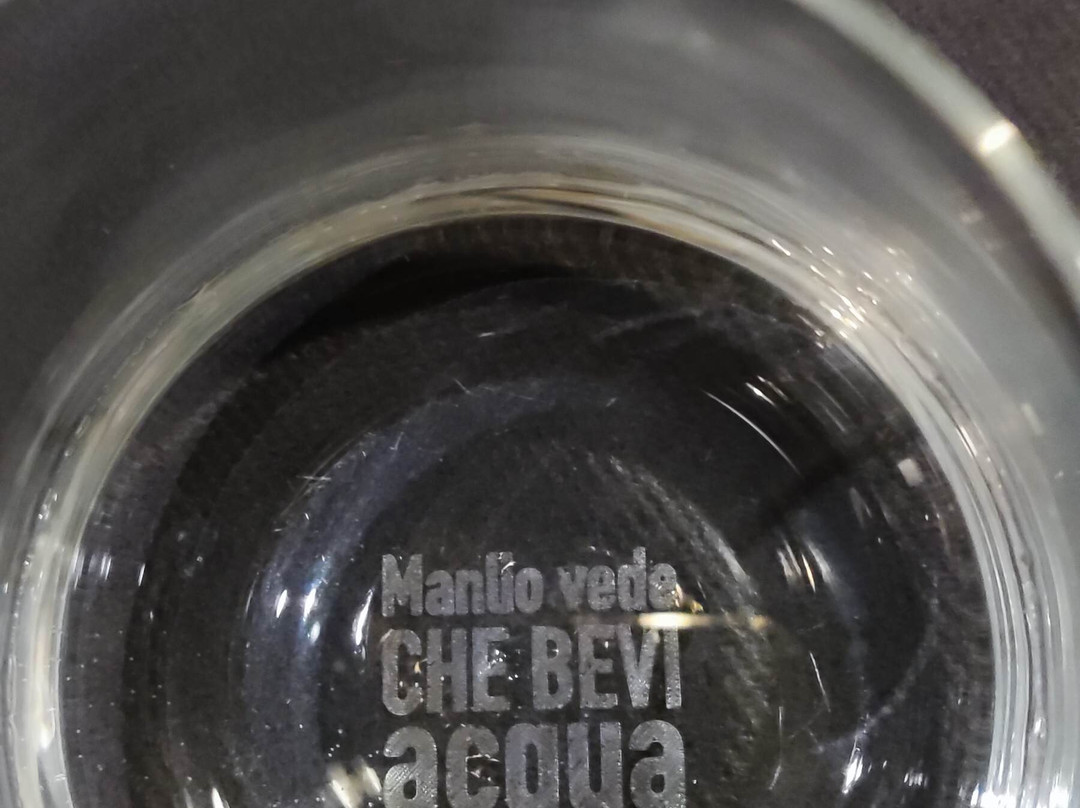 Manlio vede
CHE BEVI
acqua